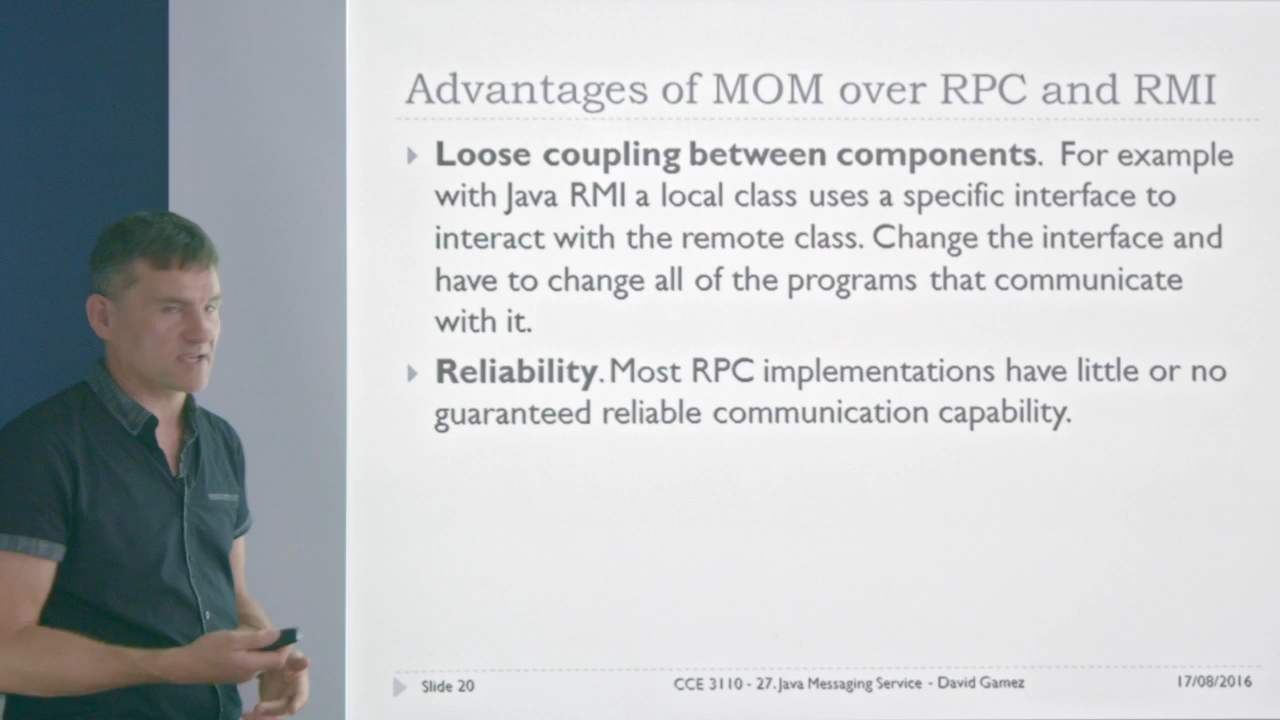 Advantages of MOM over RPC and RMI
Loose coupling between components. For example
with Java RMI a local class uses a specific interface to
interact with the remote class. Change the interface and
have to change all of the programs that communicate
with it.
Reliability. Most RPC implementations have little or no
guaranteed reliable communication capability.
Slide 20
CCE 3110 - 27. Java Messaging Service - David Gamez
17/08/2016